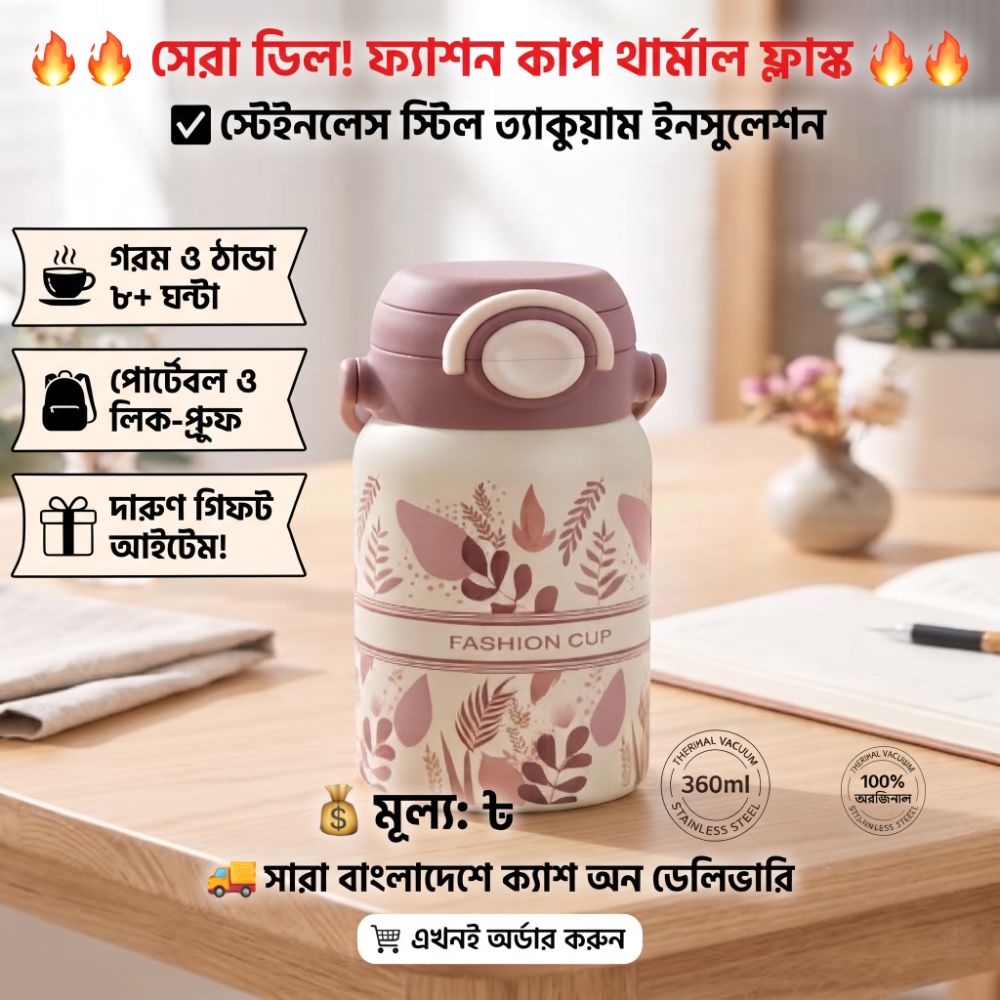 🔥🔥 সেরা ডিল! ফ্যাশন কাপ থার্মাল ফ্লাস্ক 🔥🔥
☑ স্টেইনলেস স্টিল ত্যাকুয়াম ইনসুলেশন
গরম ও ঠান্ডা
৮+ ঘন্টা
পোর্টেবল ও
লিক-প্রুফ
দারুণ গিফট
আইটেম!
FASHION CUP
THERMAL VACUUM
360ml
STAINLESS STEEL
THERMAL VACUUM
100%
অরজিনাল
STAINLESS STEEL
💰 মূল্য: ৳
🚚 সারা বাংলাদেশে ক্যাশ অন ডেলিভারি
🛒 এখনই অর্ডার করুন